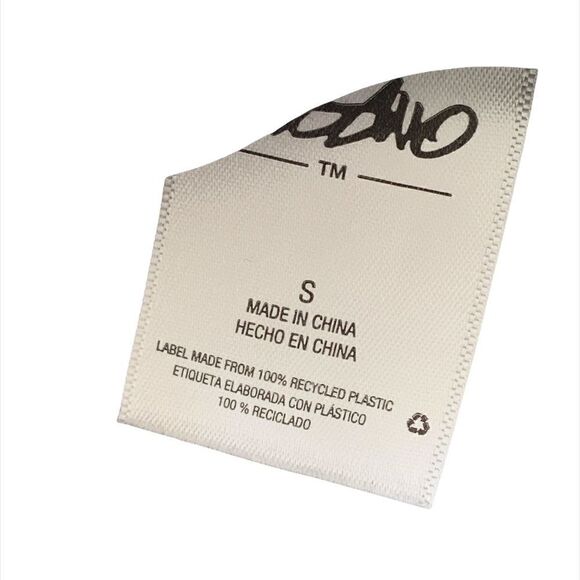 TM
S
MADE IN CHINA
HECHO EN CHINA
LABEL MADE FROM 100% RECYCLED PLASTIC
ETIQUETA ELABORADA CON PLÁSTICO
100 % RECICLADO